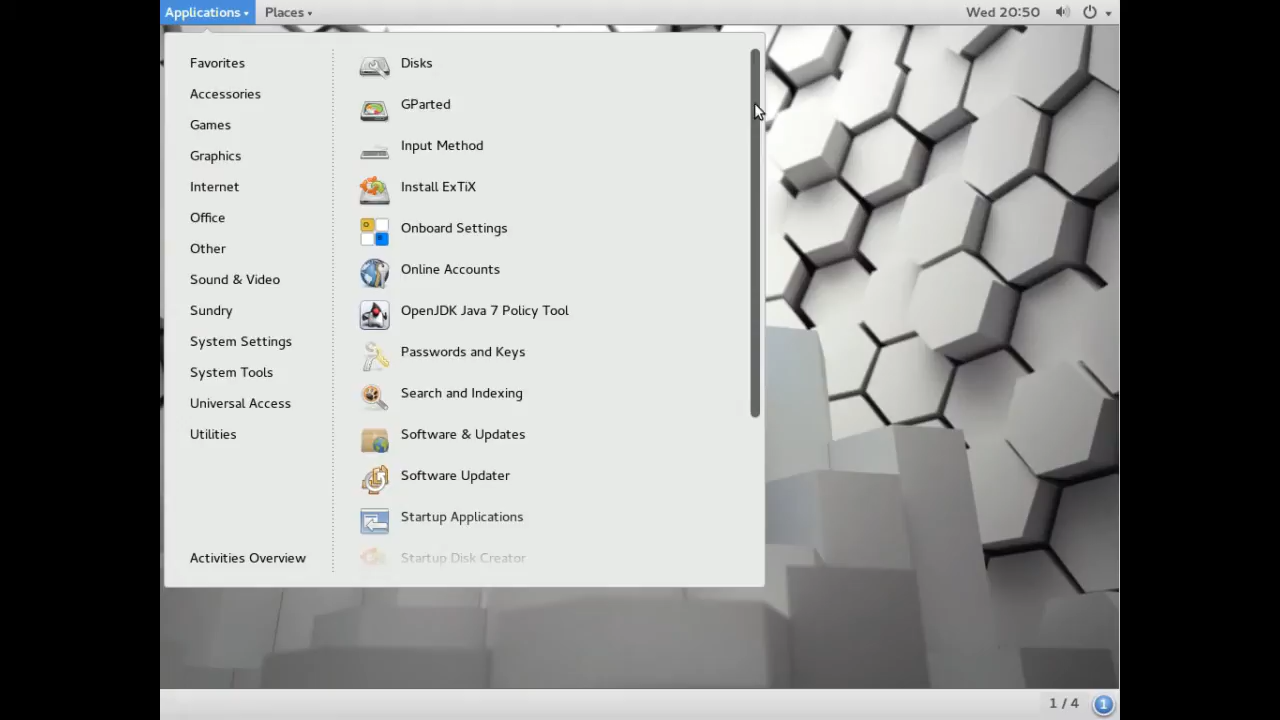 Applications Places Wed 20:50
Favorites
Accessories
Games
Graphics
Internet
Office
Other
Sound & Video
Sundry
System Settings
System Tools
Universal Access
Utilities
Activities Overview
Disks
GParted
Input Method
Install ExTiX
Onboard Settings
Online Accounts
OpenJDK Java 7 Policy Tool
Passwords and Keys
Search and Indexing
Software & Updates
Software Updater
Startup Applications
Startup Disk Creator
1 / 4 1